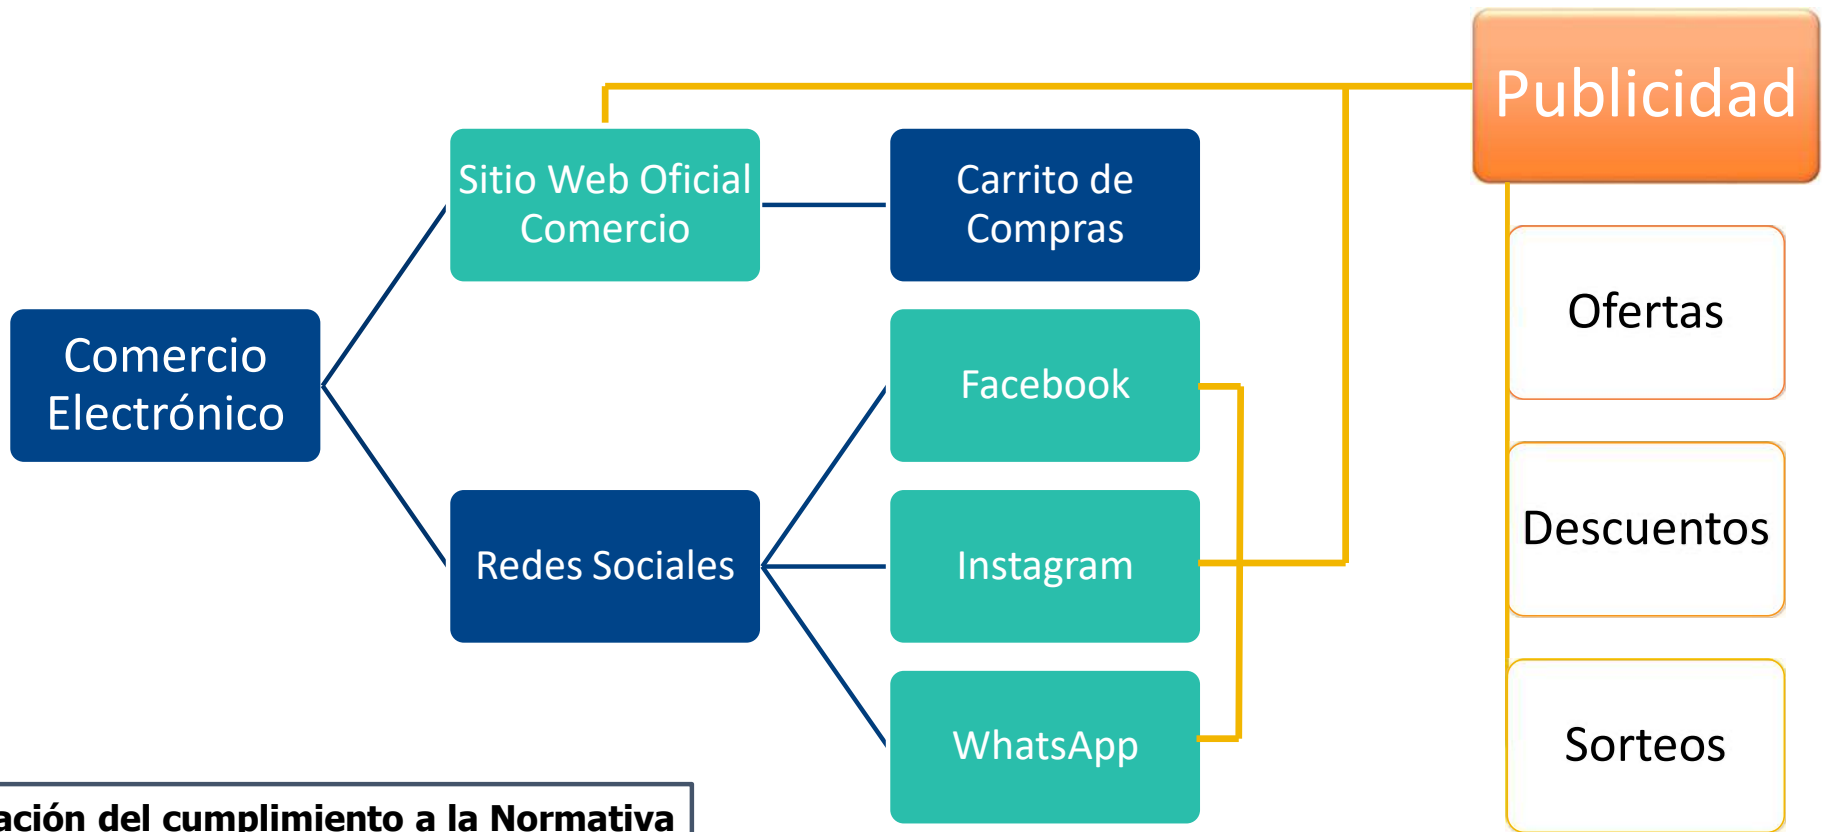 Publicidad
Sitio Web Oficial
Comercio
Carrito de
Compras
Ofertas
Comercio
Electrónico
Facebook
Descuentos
Redes Sociales
Instagram
WhatsApp
Sorteos
del cumplimiento a la Normativa